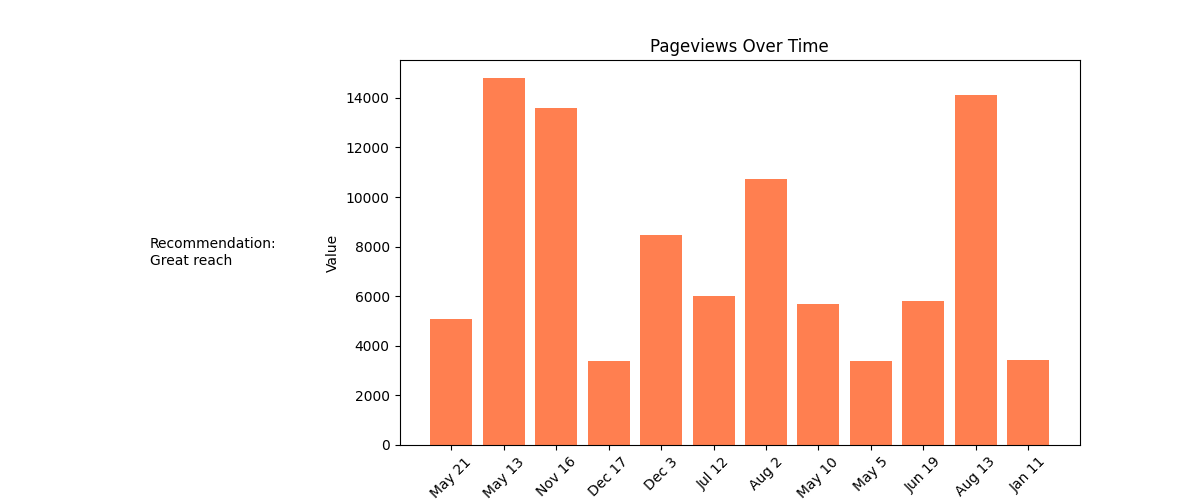 Pageviews Over Time
Recommendation:
Great reach
Value
14000
12000
10000
8000
6000
4000
2000
0
May 21
May 13
Nov 16
Dec 17
Dec 3
Jul 12
Aug 2
May 10
May 5
Jun 19
Aug 13
Jan 11